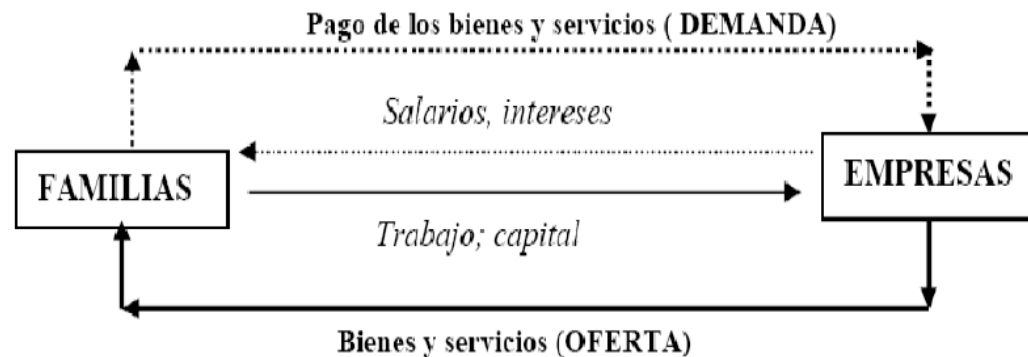 Pago de los bienes y servicios ( DEMANDA)
Salarios, intereses
FAMILIAS
EMPRESAS
Trabajo; capital
Bienes y servicios (OFERTA)